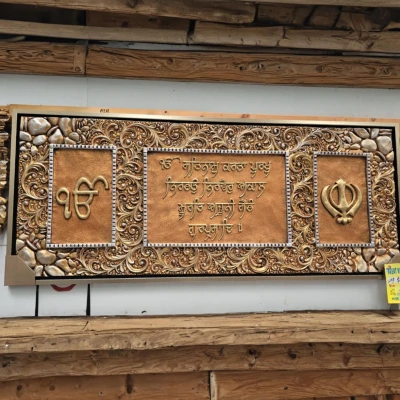 ੴ
ੴ ਸਤਿਨਾਮੁ ਕਰਤਾ ਪੁਰਖੁ
ਨਿਰਭਉ ਨਿਰਵੈਰੁ ਅਕਾਲ
ਮੂਰਤਿ ਅਜੂਨੀ ਸੈਭੰ
ਗੁਰਪ੍ਰਸਾਦਿ ॥